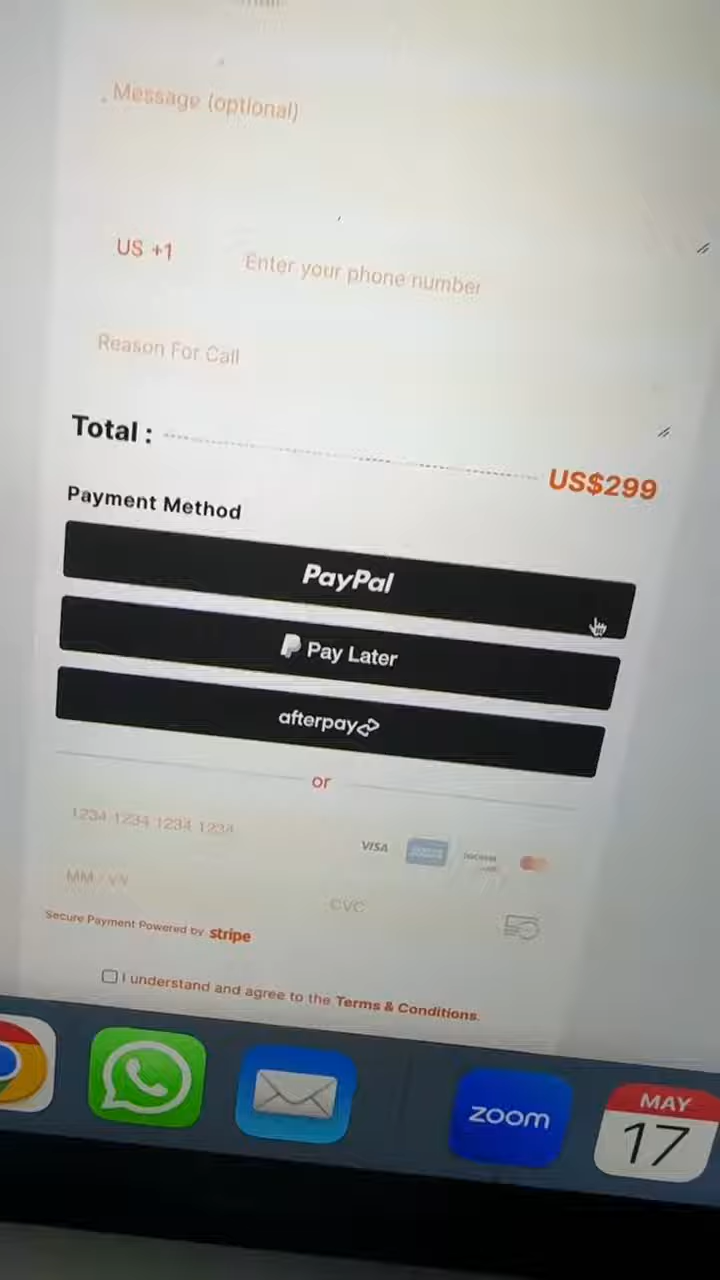 Message (optional)
US +1 Enter your phone number
Reason For Call
Total : US$299
Payment Method
PayPal
Pay Later
afterpay
or
1234 1234 1234 1234 VISA
MM / YY CVC
Secure Payment Powered by stripe
I understand and agree to the Terms & Conditions.
zoom
MAY
17